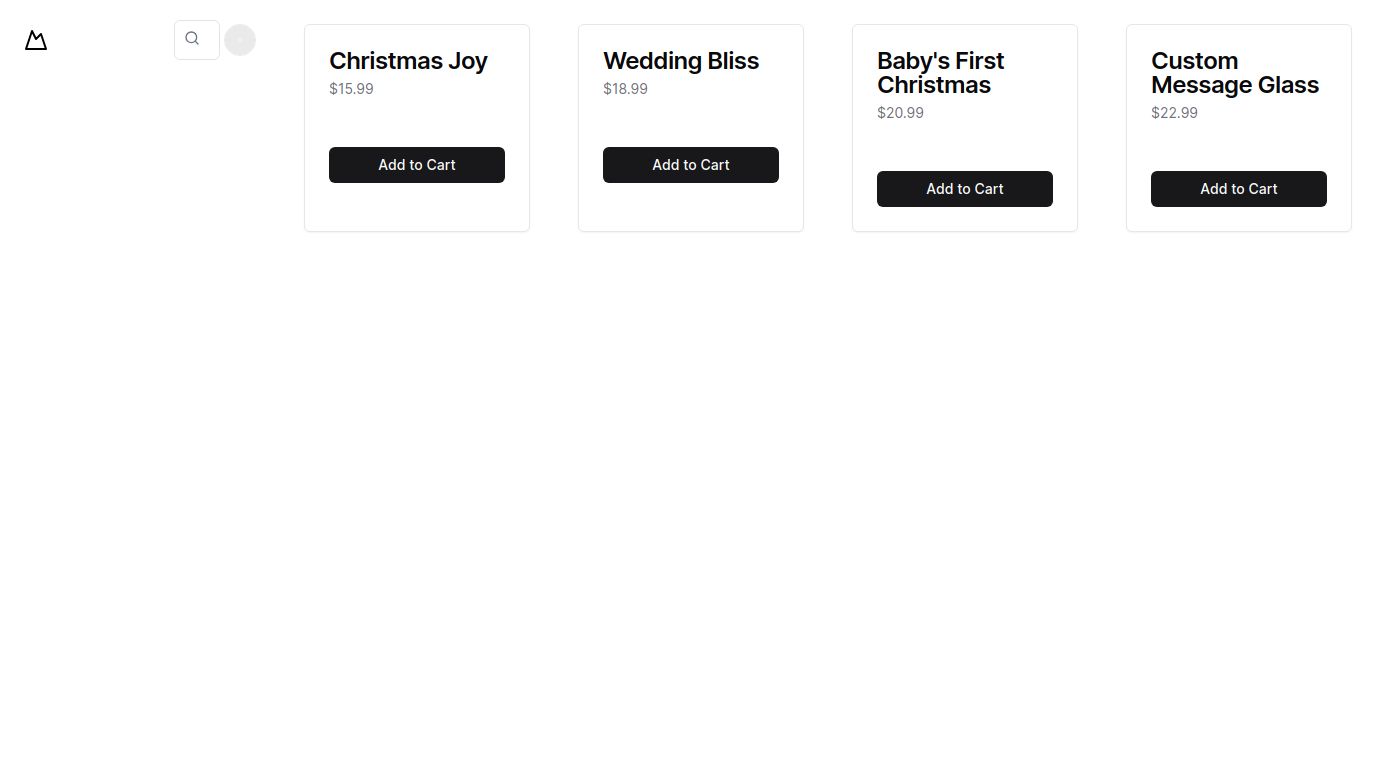 Christmas Joy
$15.99
Add to Cart
Wedding Bliss
$18.99
Add to Cart
Baby's First
Christmas
$20.99
Add to Cart
Custom
Message Glass
$22.99
Add to Cart